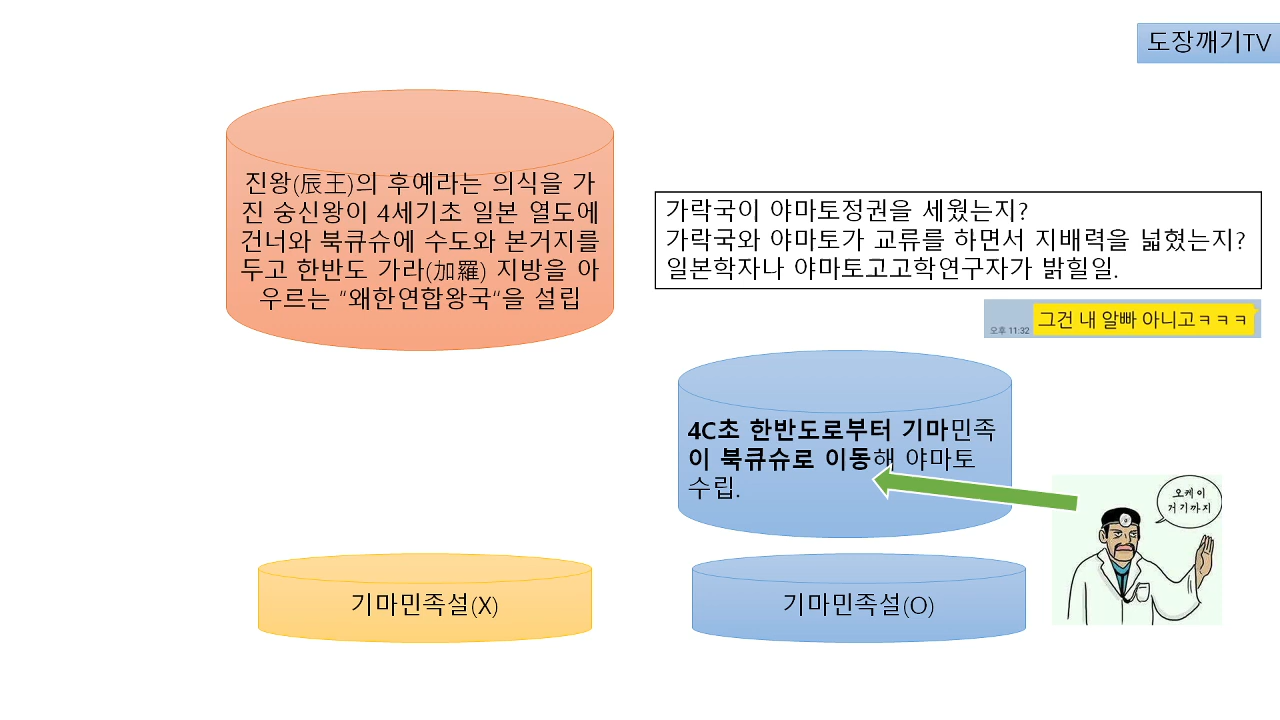 도장깨기TV
진왕(辰王)의 후예라는 의식을 가
진 숭신왕이 4세기초 일본 열도에
건너와 북큐슈에 수도와 본거지를
두고 한반도 가라(加羅) 지방을 아
우르는 “왜한연합왕국“을 설립
가락국이 야마토정권을 세웠는지?
가락국와 야마토가 교류를 하면서 지배력을 넓혔는지?
일본학자나 야마토고고학연구자가 밝힐일.
오후 11:32 그건 내 알빠 아니고ㅋㅋㅋ
4C초 한반도로부터 기마민족
이 북큐슈로 이동해 야마토
수립.
오케이
거기까지
기마민족설(X)
기마민족설(O)